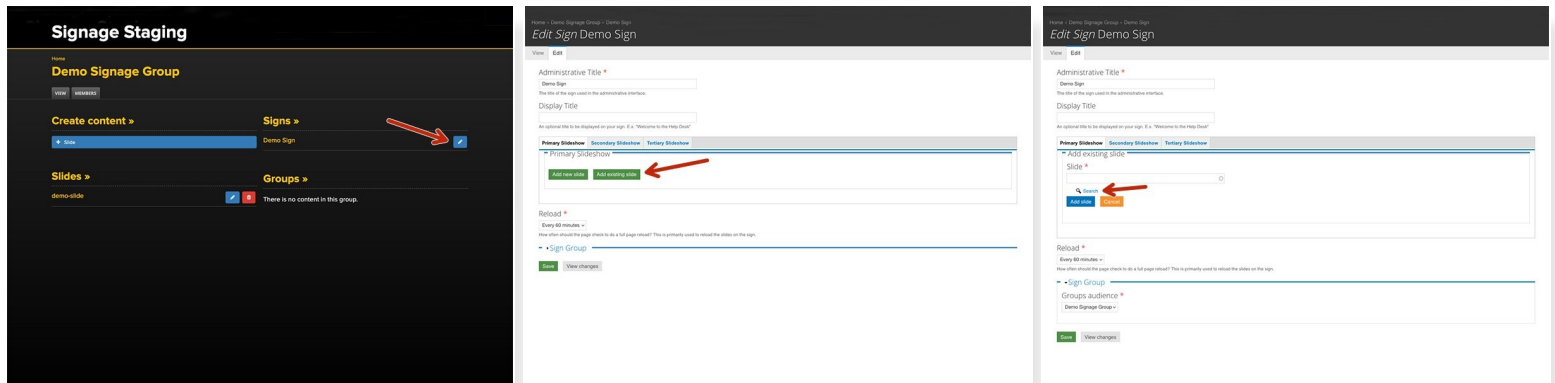 Signage Staging
Home
Demo Signage Group
VIEW MEMBERS
Create content »
+ Slide
Signs »
Demo Sign
Slides »
demo-slide
Groups »
There is no content in this group.
Home » Demo Signage Group » Demo Sign
Edit Sign Demo Sign
View Edit
Administrative Title *
Demo Sign
The title of the sign used in the administrative interface.
Display Title
An optional title to be displayed on your sign. E.x. "Welcome to the Help Desk"
Primary Slideshow Secondary Slideshow Tertiary Slideshow
Primary Slideshow
Add new slide Add existing slide
Reload *
Every 60 minutes
How often should the page check to do a full page reload? This is primarily used to reload the slides on the sign.
Sign Group
Save View changes
Home » Demo Signage Group » Demo Sign
Edit Sign Demo Sign
View Edit
Administrative Title *
Demo Sign
The title of the sign used in the administrative interface.
Display Title
An optional title to be displayed on your sign. E.x. "Welcome to the Help Desk"
Primary Slideshow Secondary Slideshow Tertiary Slideshow
Add existing slide
Slide *
Search
Add slide Cancel
Reload *
Every 60 minutes
How often should the page check to do a full page reload? This is primarily used to reload the slides on the sign.
Sign Group
Groups audience *
Demo Signage Group
Save View changes